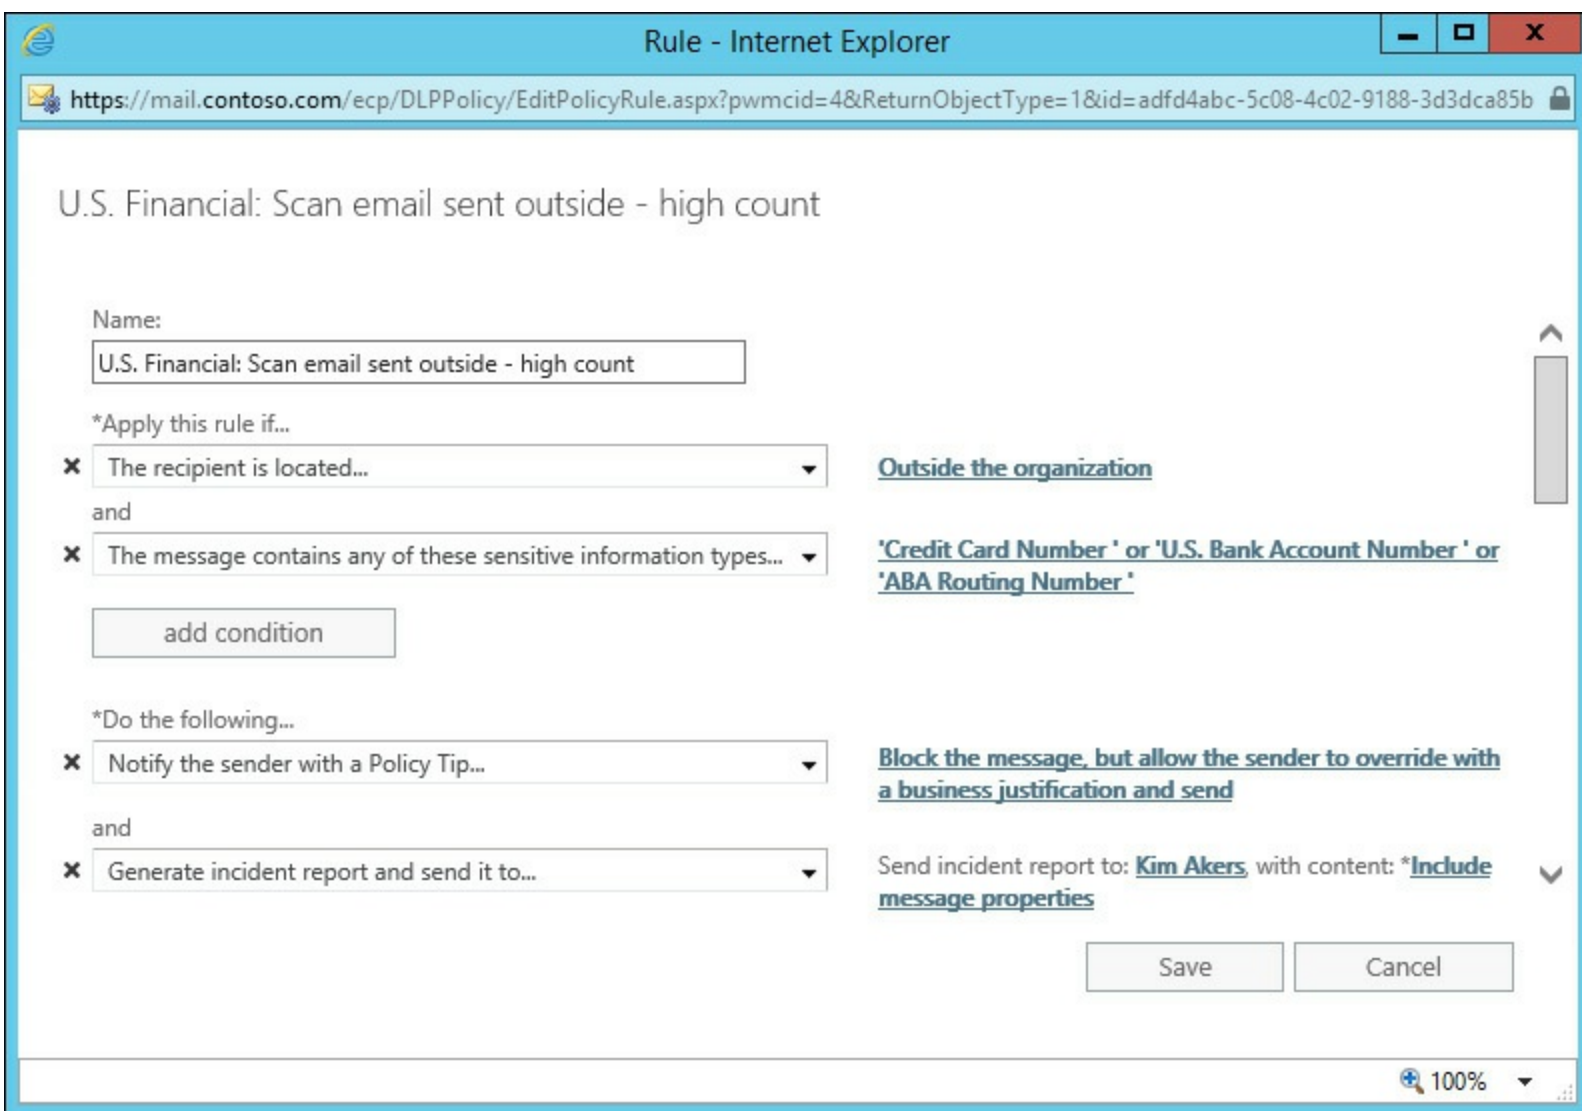 Rule - Internet Explorer
https://mail.contoso.com/ecp/DLPPolicy/EditPolicyRule.aspx?pwmcid=4&ReturnObjectType=1&id=adfd4abc-5c08-4c02-9188-3d3dca85b
U.S. Financial: Scan email sent outside - high count
Name:
U.S. Financial: Scan email sent outside - high count
*Apply this rule if...
The recipient is located...
Outside the organization
and
The message contains any of these sensitive information types...
'Credit Card Number ' or 'U.S. Bank Account Number ' or
'ABA Routing Number '
add condition
*Do the following...
Notify the sender with a Policy Tip...
Block the message, but allow the sender to override with
a business justification and send
and
Generate incident report and send it to...
Send incident report to: Kim Akers, with content: *Include
message properties
Save
Cancel
100%